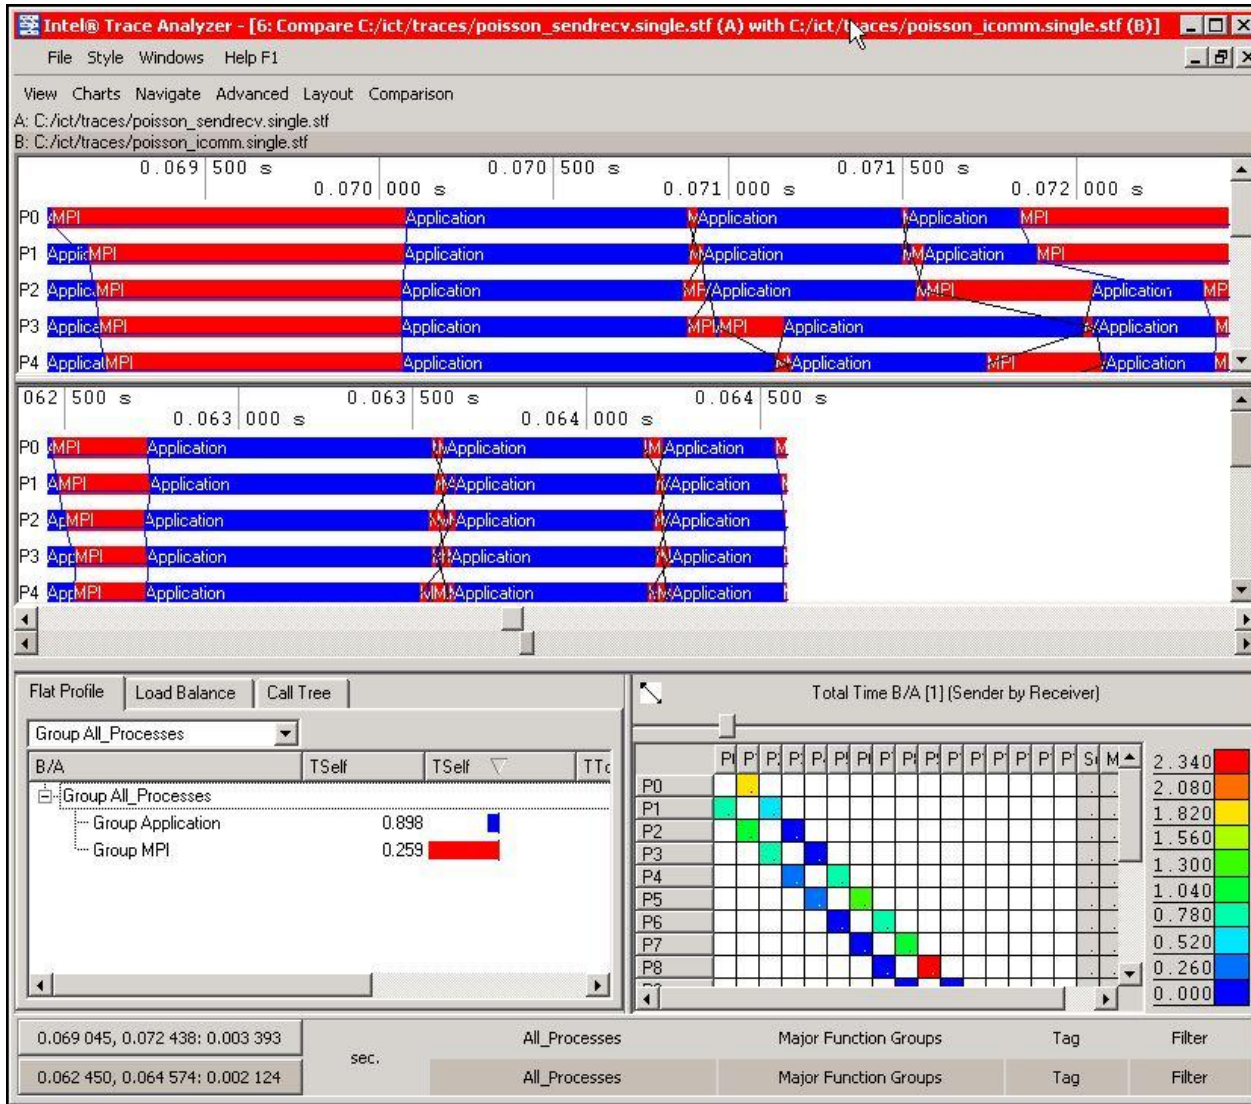 Intel® Trace Analyzer - [6: Compare C:/ict/traces/poisson_sendrecv.single.stf (A) with C:/ict/traces/poisson_icomm.single.stf (B)]
File Style Windows Help F1
View Charts Navigate Advanced Layout Comparison
A: C:/ict/traces/poisson_sendrecv.single.stf
B: C:/ict/traces/poisson_icomm.single.stf
0.069 500 s 0.070 500 s 0.071 500 s
0.070 000 s 0.071 000 s 0.072 000 s
P0 MPI Application Application Application MPI
P1 MPI Application Application Application MPI
P2 MPI Application Application MPI Application MP
P3 MPI Application MPI MPI Application Application M
P4 MPI Application Application MPI Application M
062 500 s 0.063 500 s 0.064 500 s
0.063 000 s 0.064 000 s
P0 MPI Application Application Application M
P1 MPI Application Application Application
P2 MPI Application Application Application
P3 MPI Application Application Application
P4 MPI Application Application Application
Flat Profile Load Balance Call Tree
Total Time B/A [1] (Sender by Receiver)
Group All_Processes
B/A TSelf TSelf
Group All_Processes
Group Application 0.898
Group MPI 0.259
P0
P1
P2
P3
P4
P5
P6
P7
P8
2.340
2.080
1.820
1.560
1.300
1.040
0.780
0.520
0.260
0.000
0.069 045, 0.072 438: 0.003 393 sec. All_Processes Major Function Groups Tag Filter
0.062 450, 0.064 574: 0.002 124 All_Processes Major Function Groups Tag Filter